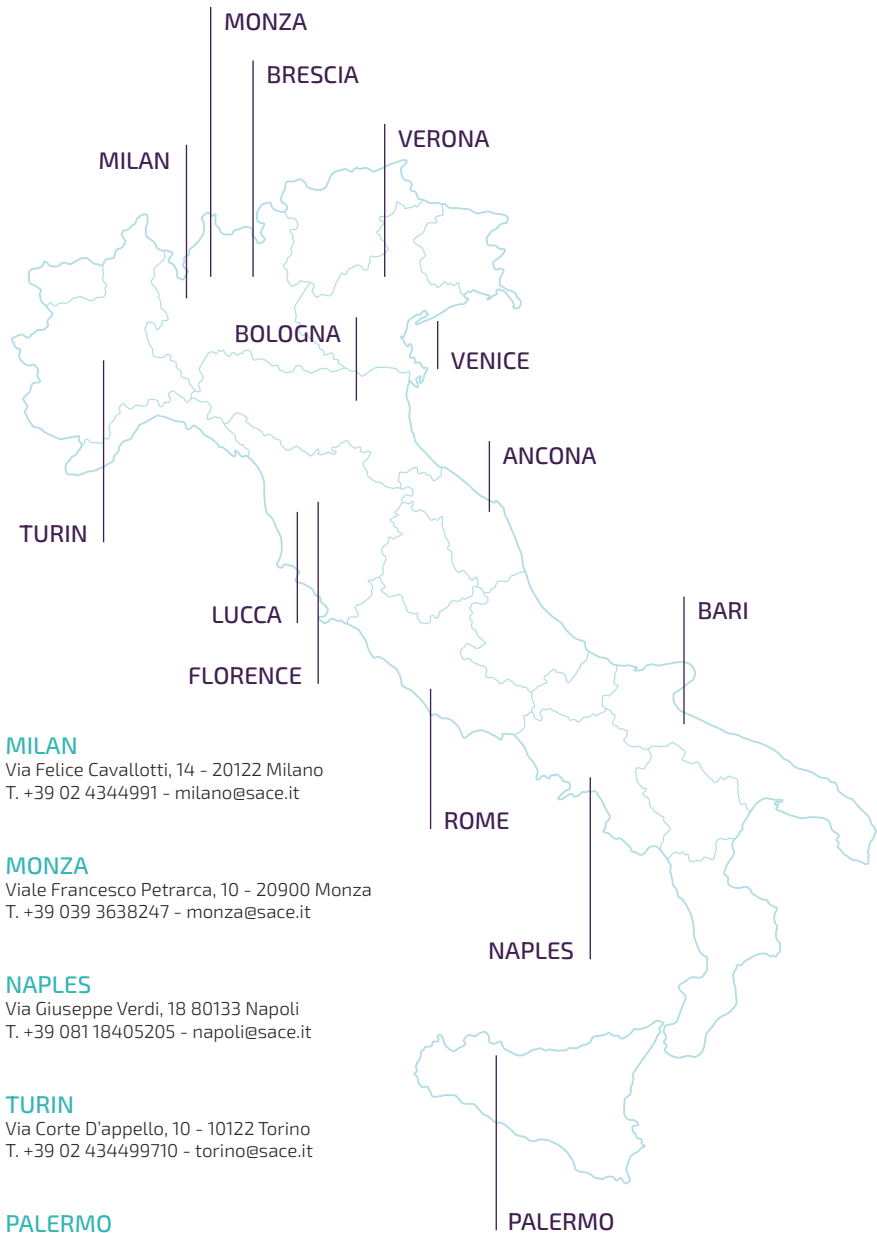 MONZA
BRESCIA
VERONA
MILAN
BOLOGNA
VENICE
ANCONA
TURIN
LUCCA
BARI
FLORENCE
ROME
NAPLES
PALERMO
MILAN
Via Felice Cavallotti, 14 - 20122 Milano
T. +39 02 4344991 - milano@sace.it
MONZA
Viale Francesco Petrarca, 10 - 20900 Monza
T. +39 039 3638247 - monza@sace.it
NAPLES
Via Giuseppe Verdi, 18 80133 Napoli
T. +39 081 18405205 - napoli@sace.it
TURIN
Via Corte D'appello, 10 - 10122 Torino
T. +39 02 434499710 - torino@sace.it
PALERMO